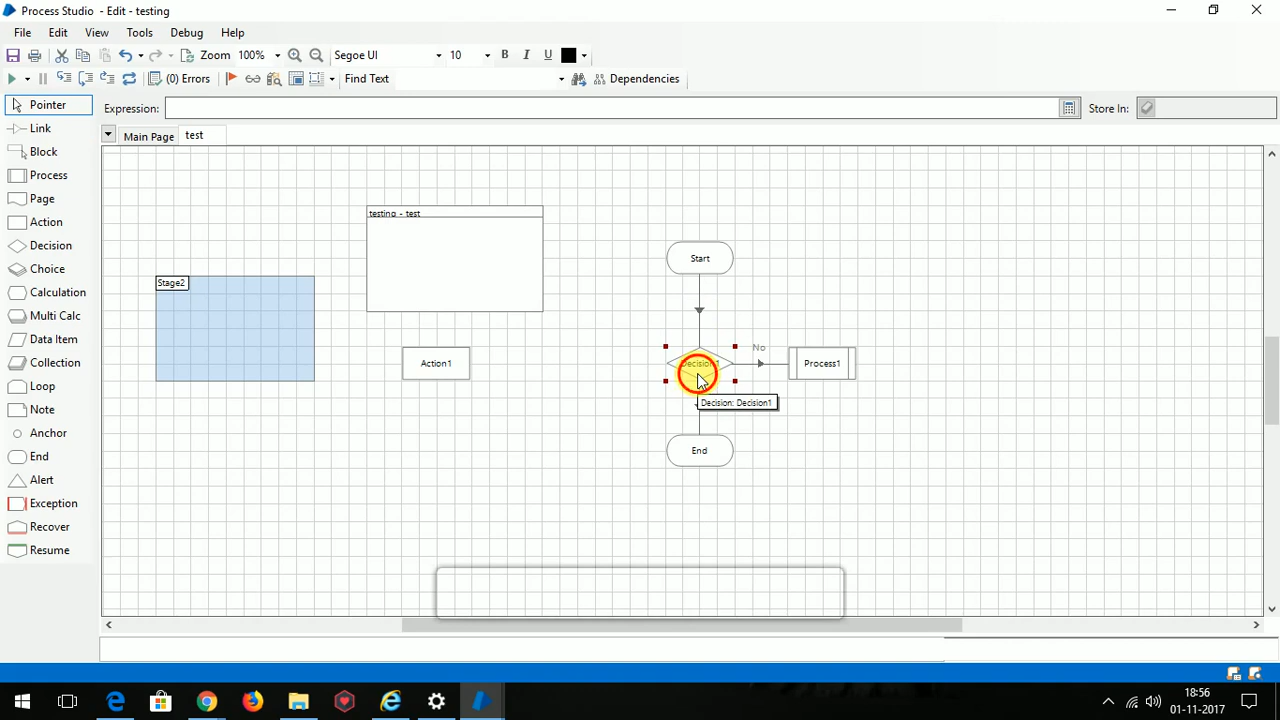 Process Studio - Edit - testing
File Edit View Tools Debug Help
Zoom 100% Segoe UI 10 B I U
(0) Errors Find Text Dependencies
Pointer
Expression:
Store In:
Link
Main Page
test
Block
Process
Page
Action
Decision
Choice
Calculation
Multi Calc
Data Item
Collection
Loop
Note
Anchor
End
Alert
Exception
Recover
Resume
testing - test
Start
Stage2
No
Action1
Decision1
Process1
Decision: Decision1
End
18:56
01-11-2017